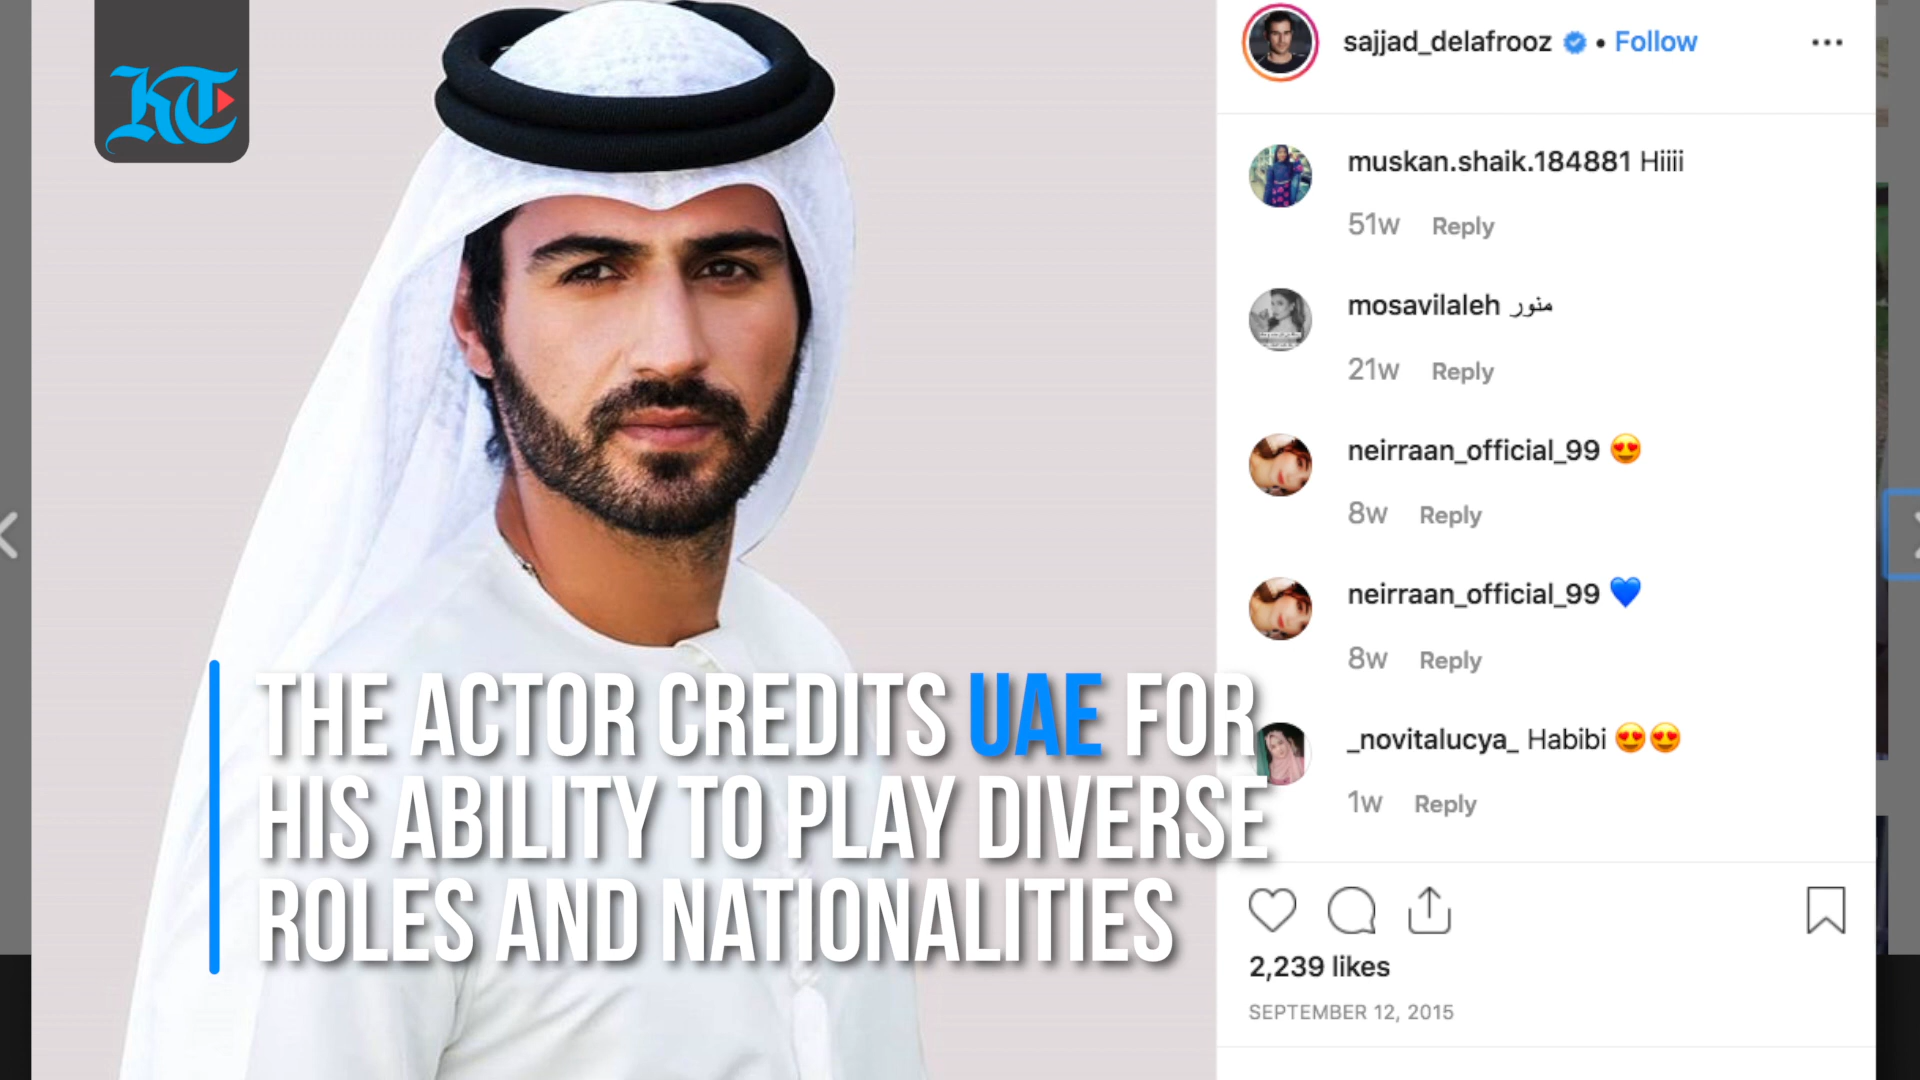 KT
THE ACTOR CREDITS UAE FOR
HIS ABILITY TO PLAY DIVERSE
ROLES AND NATIONALITIES
sajjad_delafrooz • Follow
muskan.shaik.184881 Hiiii
51w Reply
mosavilaleh منور
21w Reply
neirraan_official_99 😍
8w Reply
neirraan_official_99 💙
8w Reply
_novitalucya_ Habibi 😍😍
1w Reply
2,239 likes
SEPTEMBER 12, 2015